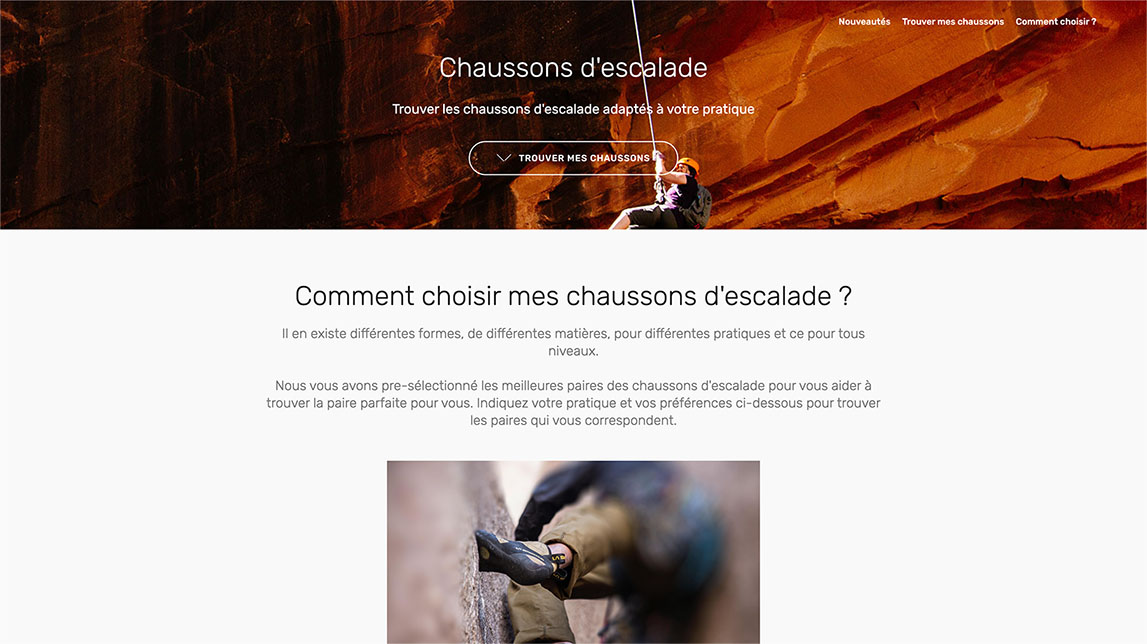 Nouveautés Trouver mes chaussons Comment choisir ?
Chaussons d'escalade
Trouver les chaussons d'escalade adaptés à votre pratique
TROUVER MES CHAUSSONS
Comment choisir mes chaussons d'escalade ?
Il en existe différentes formes, de différentes matières, pour différentes pratiques et ce pour tous
niveaux.
Nous vous avons pre-sélectionné les meilleures paires des chaussons d'escalade pour vous aider à
trouver la paire parfaite pour vous. Indiquez votre pratique et vos préférences ci-dessous pour trouver
les paires qui vous correspondent.